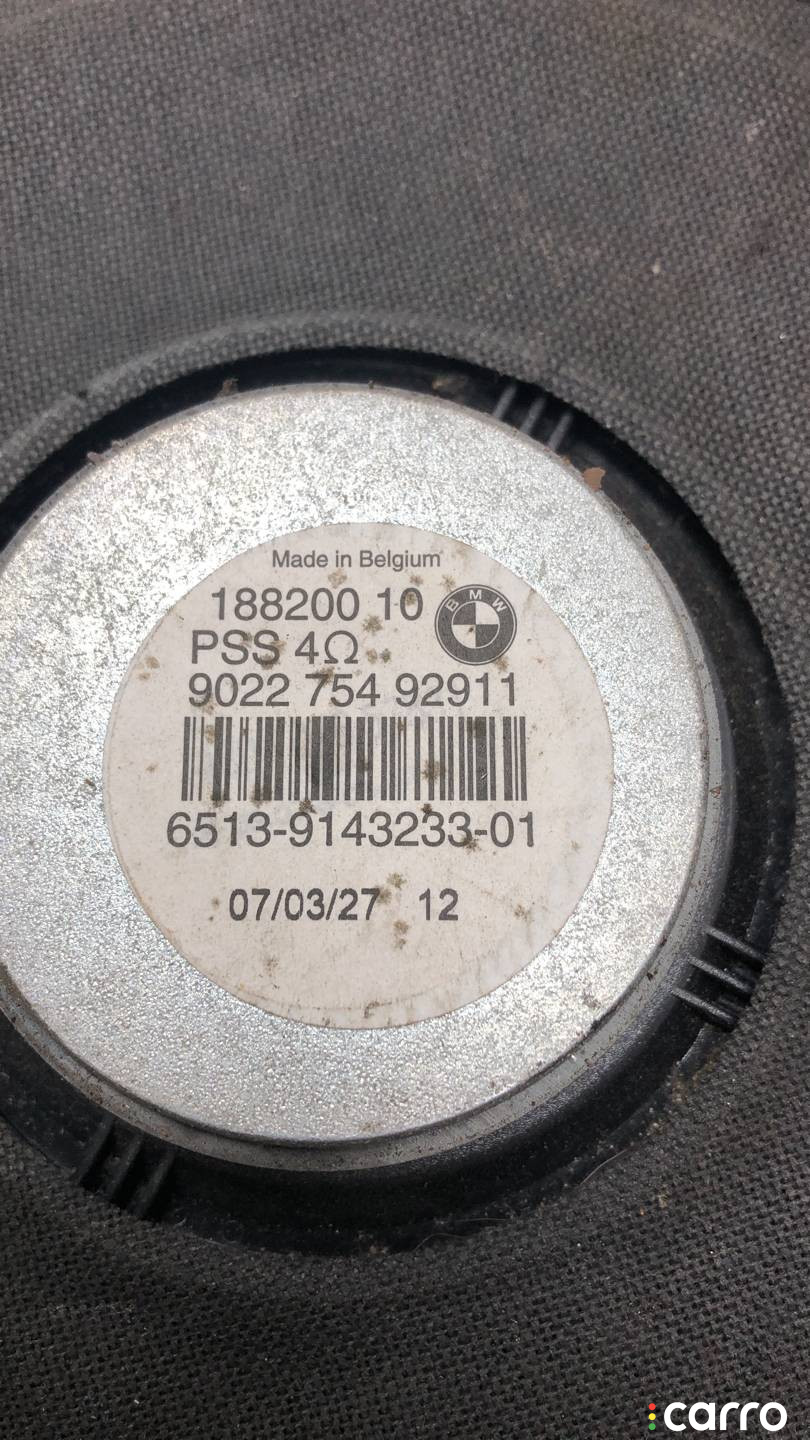 Made in Belgium
188200 10
BMW
PSS 4Ω
9022 754 92911
6513-9143233-01
07/03/27 12
carro